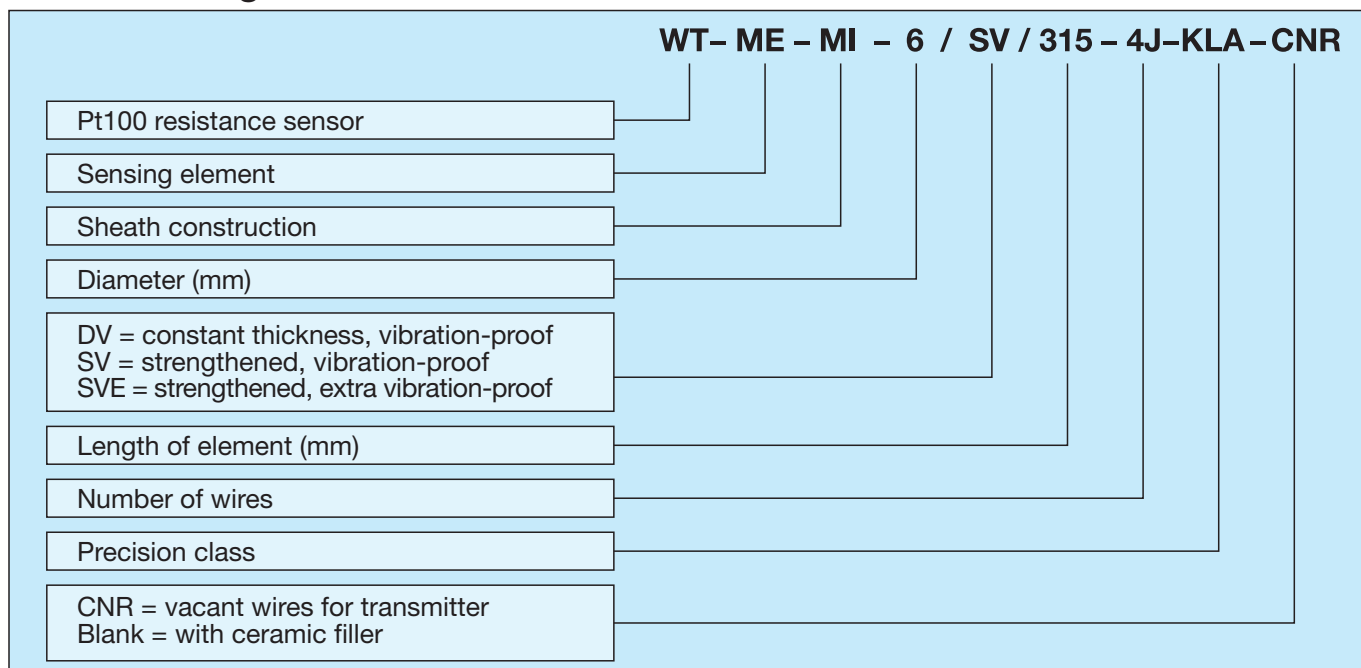 WT– ME – MI – 6 / SV / 315 – 4J–KLA – CNR
Pt100 resistance sensor
Sensing element
Sheath construction
Diameter (mm)
DV = constant thickness, vibration-proof
SV = strengthened, vibration-proof
SVE = strengthened, extra vibration-proof
Length of element (mm)
Number of wires
Precision class
CNR = vacant wires for transmitter
Blank = with ceramic filler